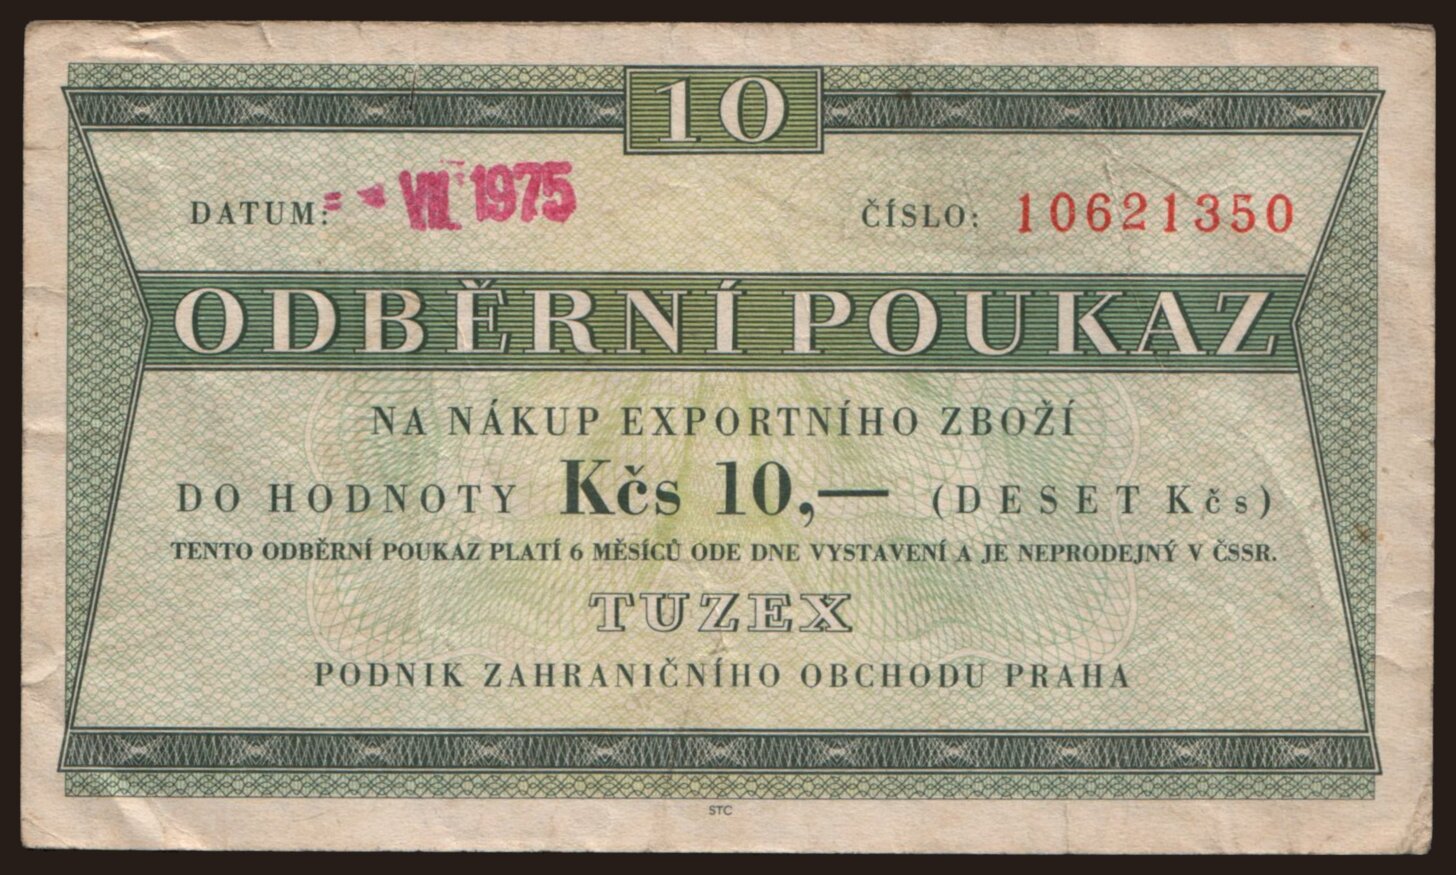 10
DATUM: VII. 1975 ČÍSLO: 10621350
ODBĚRNÍ POUKAZ
NA NÁKUP EXPORTNÍHO ZBOŽÍ
DO HODNOTY Kčs 10,— (DESET Kčs)
TENTO ODBĚRNÍ POUKAZ PLATÍ 6 MĚSÍCŮ ODE DNE VYSTAVENÍ A JE NEPRODEJNÝ V ČSSR.
TUZEX
PODNIK ZAHRANIČNÍHO OBCHODU PRAHA
STC